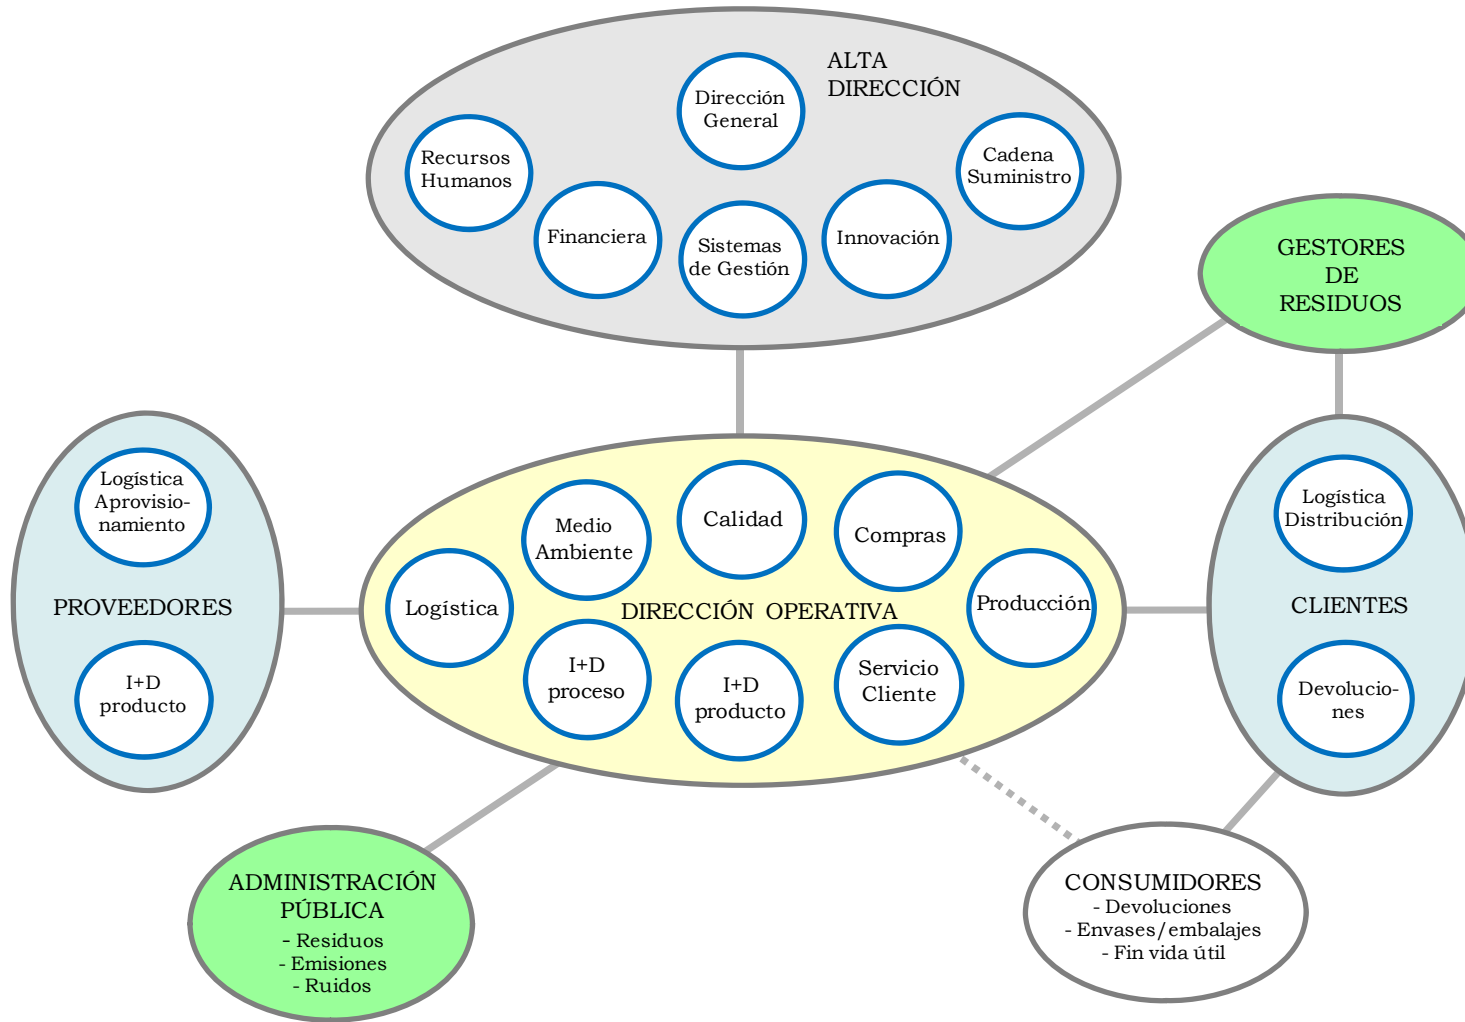 ALTA
DIRECCIÓN
Dirección
General
Recursos
Humanos
Cadena
Suministro
Financiera
Sistemas
de Gestión
Innovación
GESTORES
DE
RESIDUOS
Logística
Aprovisio-
namiento
PROVEEDORES
I+D
producto
Medio
Ambiente
Calidad
Compras
Logística
DIRECCIÓN OPERATIVA
Producción
I+D
proceso
I+D
producto
Servicio
Cliente
Logística
Distribución
CLIENTES
Devolucio-
nes
ADMINISTRACIÓN
PÚBLICA
- Residuos
- Emisiones
- Ruidos
CONSUMIDORES
- Devoluciones
- Envases/embalajes
- Fin vida útil